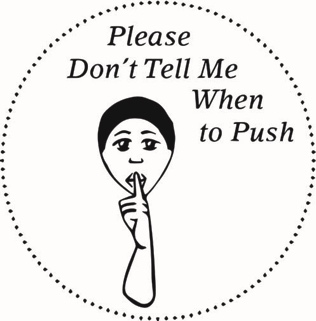 Please
Don't Tell Me
When
to Push